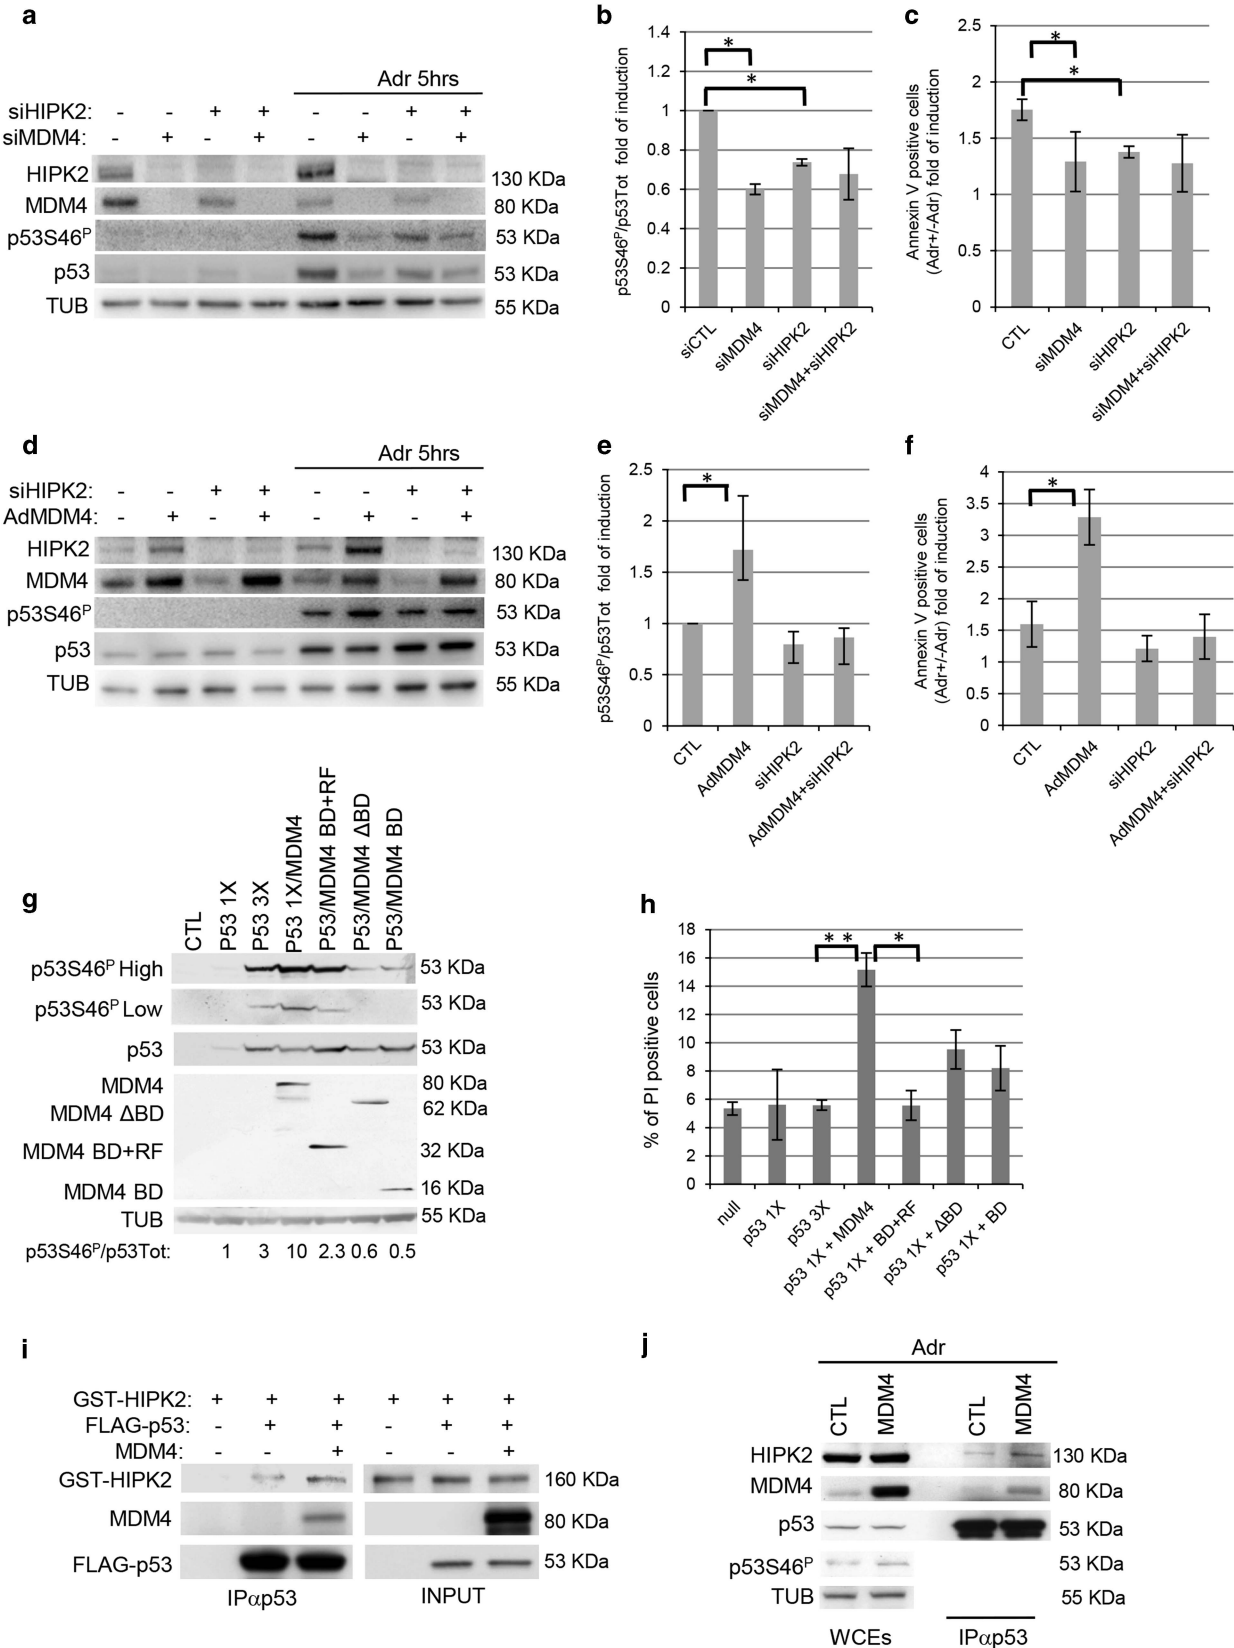 a
Adr 5hrs
siHIPK2: - - + + - - + +
siMDM4: - + - + - + - +
HIPK2 130 KDa
MDM4 80 KDa
p53S46P 53 KDa
p53 53 KDa
TUB 55 KDa
b
p53S46P/p53Tot fold of induction
1.4
1.2
1
0.8
0.6
0.4
0.2
0
*
*
siCTL
siMDM4
siHIPK2
siMDM4+siHIPK2
c
Annexin V positive cells
(Adr+/-Adr) fold of induction
2.5
2
1.5
1
0.5
0
*
*
CTL
siMDM4
siHIPK2
siMDM4+siHIPK2
d
Adr 5hrs
siHIPK2: - - + + - - + +
AdMDM4: - + - + - + - +
HIPK2 130 KDa
MDM4 80 KDa
p53S46P 53 KDa
p53 53 KDa
TUB 55 KDa
e
p53S46P/p53Tot fold of induction
2.5
2
1.5
1
0.5
0
*
CTL
AdMDM4
siHIPK2
AdMDM4+siHIPK2
f
Annexin V positive cells
(Adr+/-Adr) fold of induction
4
3.5
3
2.5
2
1.5
1
0.5
0
*
CTL
AdMDM4
siHIPK2
AdMDM4+siHIPK2
g
CTL
P53 1X
P53 3X
P53 1X/MDM4
P53/MDM4 BD+RF
P53/MDM4 ΔBD
P53/MDM4 BD
p53S46P High 53 KDa
p53S46P Low 53 KDa
p53 53 KDa
MDM4 80 KDa
MDM4 ΔBD 62 KDa
MDM4 BD+RF 32 KDa
MDM4 BD 16 KDa
TUB 55 KDa
p53S46P/p53Tot: 1 3 10 2.3 0.6 0.5
h
% of PI positive cells
18
16
14
12
10
8
6
4
2
0
* *
*
null
p53 1X
p53 3X
p53 1X + MDM4
p53 1X + BD+RF
p53 1X + ΔBD
p53 1X + BD
i
GST-HIPK2: + + + + + +
FLAG-p53: - + + - + +
MDM4: - - + - - +
GST-HIPK2 160 KDa
MDM4 80 KDa
FLAG-p53 53 KDa
IPαp53 INPUT
j
Adr
CTL MDM4 CTL MDM4
HIPK2 130 KDa
MDM4 80 KDa
p53 53 KDa
p53S46P 53 KDa
TUB 55 KDa
WCEs IPαp53